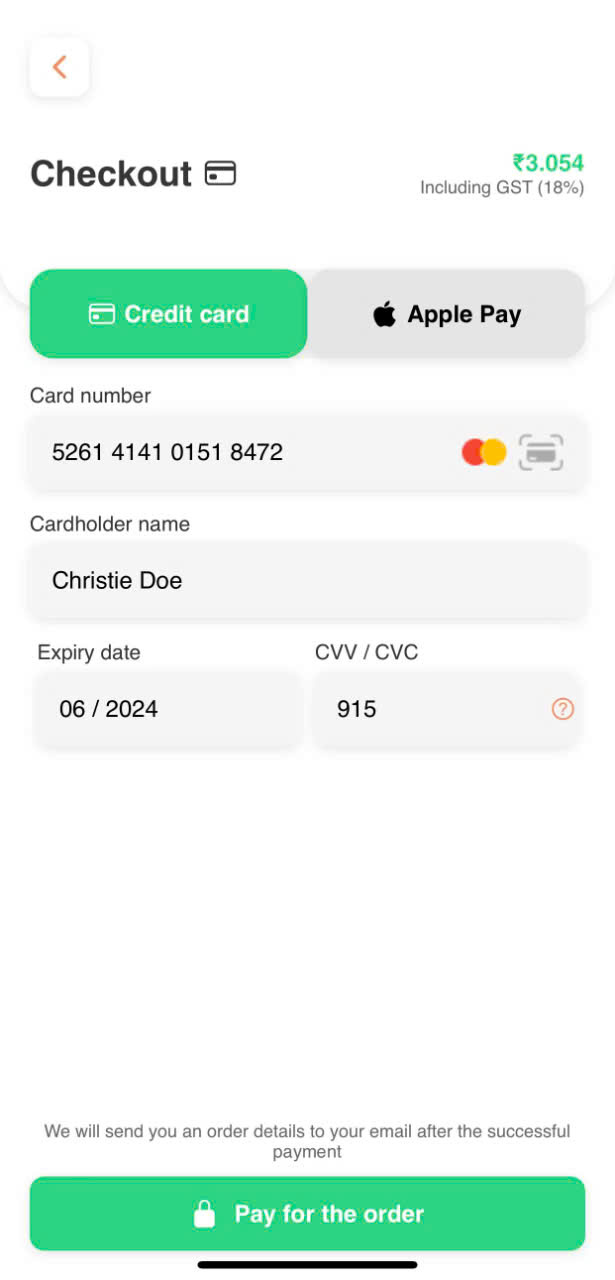 Checkout
₹3.054
Including GST (18%)
Credit card
Apple Pay
Card number
5261 4141 0151 8472
Cardholder name
Christie Doe
Expiry date
CVV / CVC
06 / 2024
915
?
We will send you an order details to your email after the successful
payment
Pay for the order